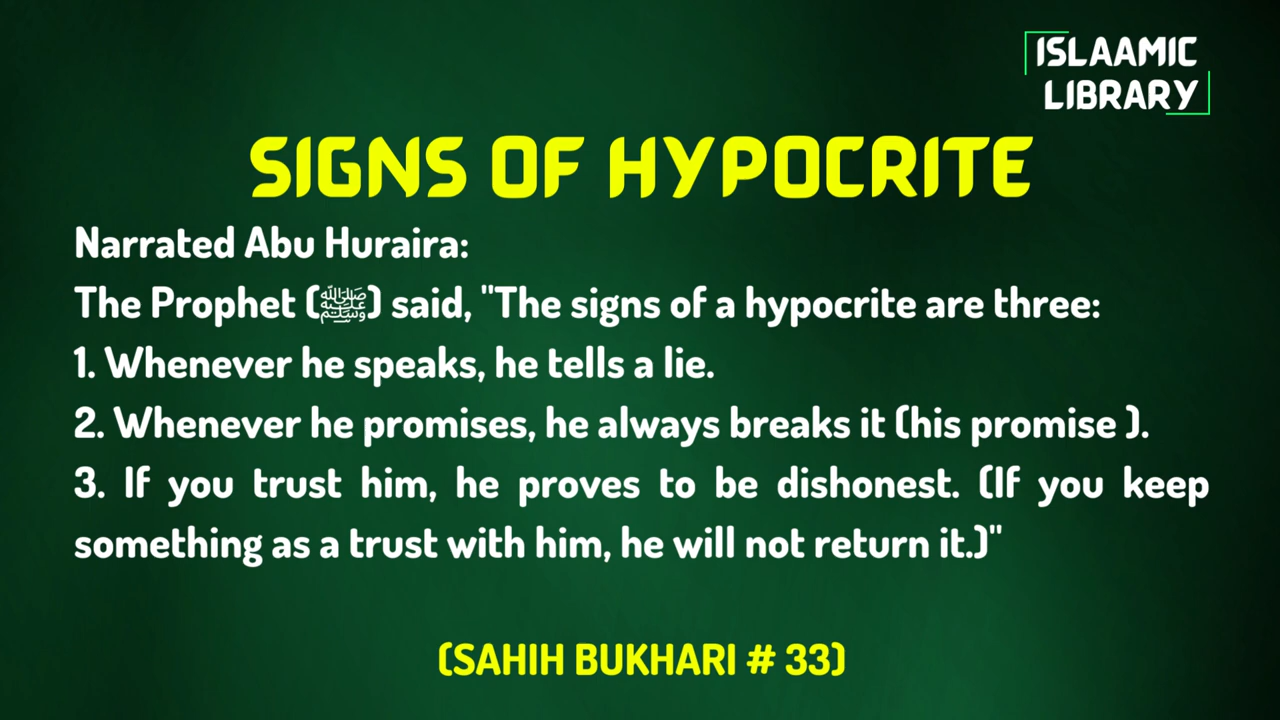 ISLAAMIC
LIBRARY
SIGNS OF HYPOCRITE
Narrated Abu Huraira:
The Prophet (ﷺ) said, "The signs of a hypocrite are three:
1. Whenever he speaks, he tells a lie.
2. Whenever he promises, he always breaks it (his promise ).
3. If you trust him, he proves to be dishonest. (If you keep
something as a trust with him, he will not return it.)"
(SAHIH BUKHARI # 33)